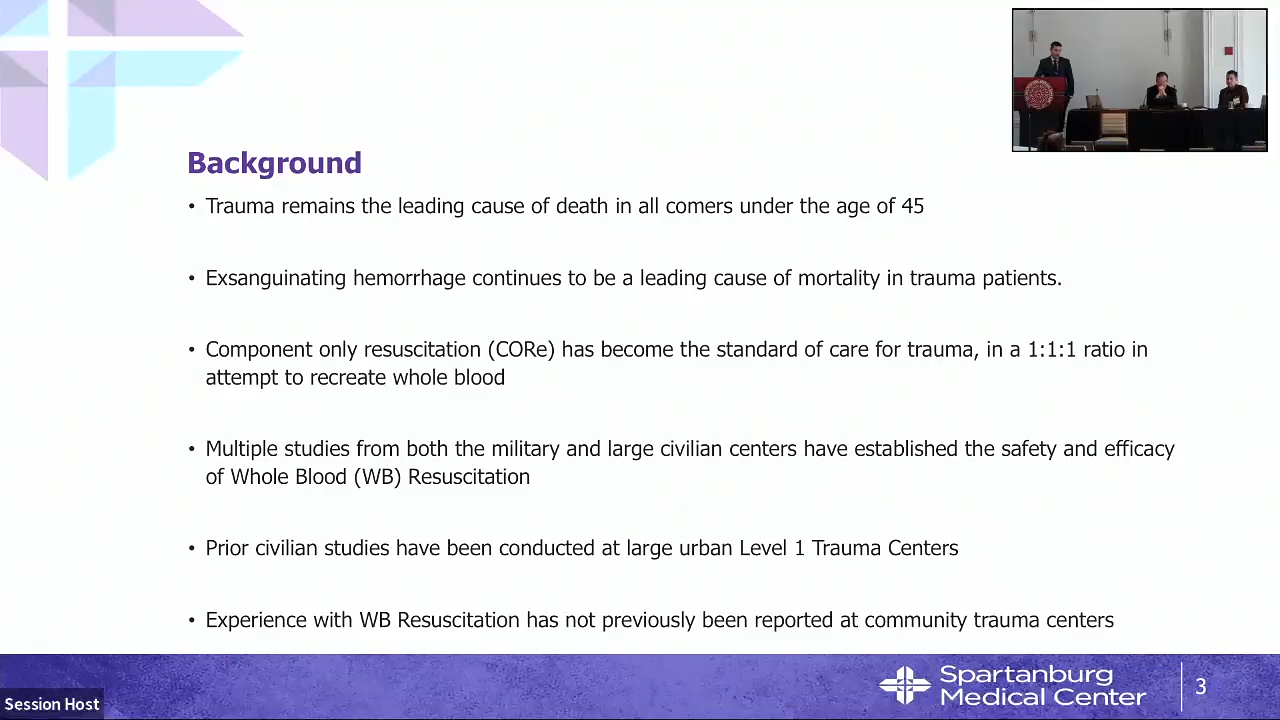 Background
• Trauma remains the leading cause of death in all comers under the age of 45
• Exsanguinating hemorrhage continues to be a leading cause of mortality in trauma patients.
• Component only resuscitation (CORe) has become the standard of care for trauma, in a 1:1:1 ratio in
attempt to recreate whole blood
• Multiple studies from both the military and large civilian centers have established the safety and efficacy
of Whole Blood (WB) Resuscitation
• Prior civilian studies have been conducted at large urban Level 1 Trauma Centers
• Experience with WB Resuscitation has not previously been reported at community trauma centers
Spartanburg
Medical Center
3
Session Host